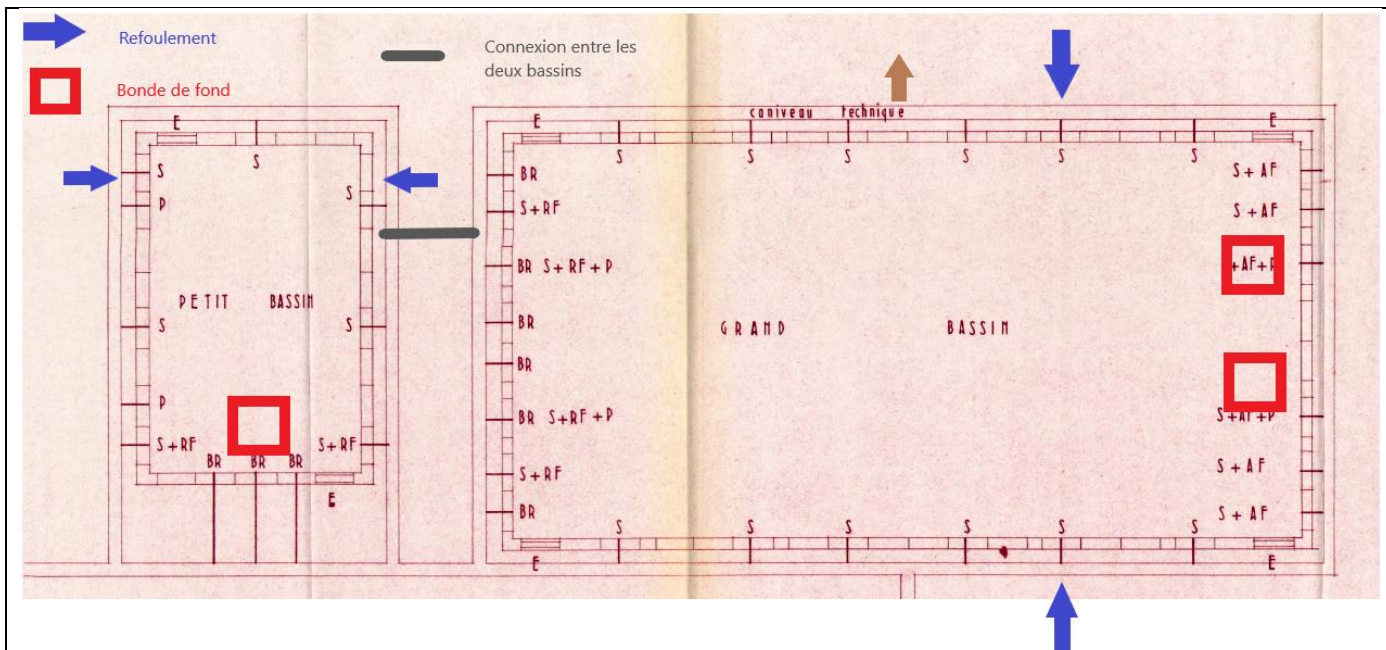 Refoulement
Connexion entre les
deux bassins
Bonde de fond
caniveau technique
E
E
E
S
S
S
S
S
S
S
S
BR
S + AF
P
S
S+RF
S + AF
BR S+RF+P
+AF+P
PETIT BASSIN
S
S
BR
GRAND BASSIN
BR
P
BR S+RF+P
S+AF+P
S+RF
S+RF
BR
BR
BR
S+RF
S + AF
E
BR
S + AF
S
S
S
S
S
S
E
E